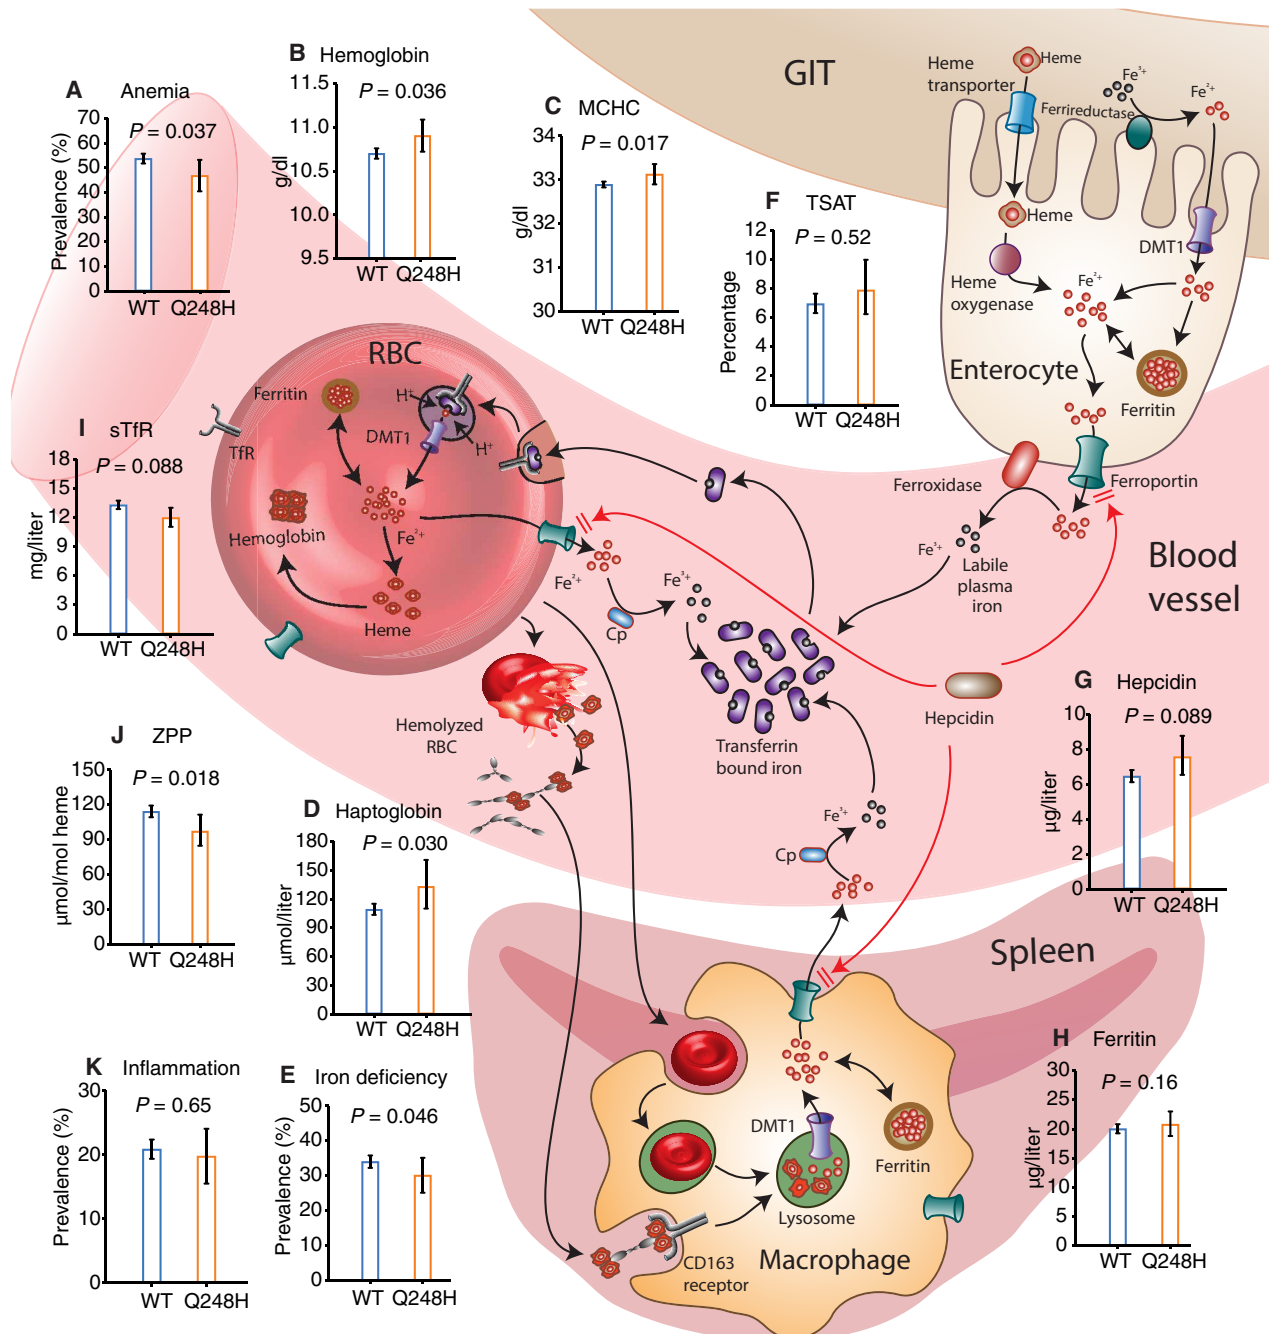 A Anemia
P = 0.037
Prevalence (%)
70
60
50
40
30
20
10
0
WT Q248H
B Hemoglobin
P = 0.036
g/dl
11.5
11.0
10.5
10.0
9.5
WT Q248H
C MCHC
P = 0.017
g/dl
34
33
32
31
30
WT Q248H
F TSAT
P = 0.52
Percentage
12
10
8
6
4
2
0
WT Q248H
GIT
Heme
transporter
Heme
Ferrireductase
Fe³⁺
Fe²⁺
Heme
DMT1
Heme
oxygenase
Fe²⁺
Enterocyte
Ferritin
Ferroxidase
Ferroportin
Fe³⁺
Labile
plasma
iron
Blood
vessel
RBC
Ferritin
H⁺
DMT1
H⁺
TfR
Hemoglobin
Fe²⁺
Heme
Fe²⁺
Cp
Fe³⁺
Hemolyzed
RBC
Transferrin
bound iron
Hepcidin
Fe³⁺
Cp
I sTfR
P = 0.088
mg/liter
18
15
12
9
6
3
0
WT Q248H
G Hepcidin
P = 0.089
µg/liter
10
8
6
4
2
0
WT Q248H
J ZPP
P = 0.018
µmol/mol heme
150
120
90
60
30
0
WT Q248H
D Haptoglobin
P = 0.030
µmol/liter
180
150
120
90
60
30
0
WT Q248H
Spleen
K Inflammation
P = 0.65
Prevalence (%)
30
20
10
0
WT Q248H
E Iron deficiency
P = 0.046
Prevalence (%)
50
40
30
20
10
0
WT Q248H
DMT1
Ferritin
Lysosome
CD163
receptor
Macrophage
H Ferritin
P = 0.16
µg/liter
30
25
20
15
10
5
0
WT Q248H